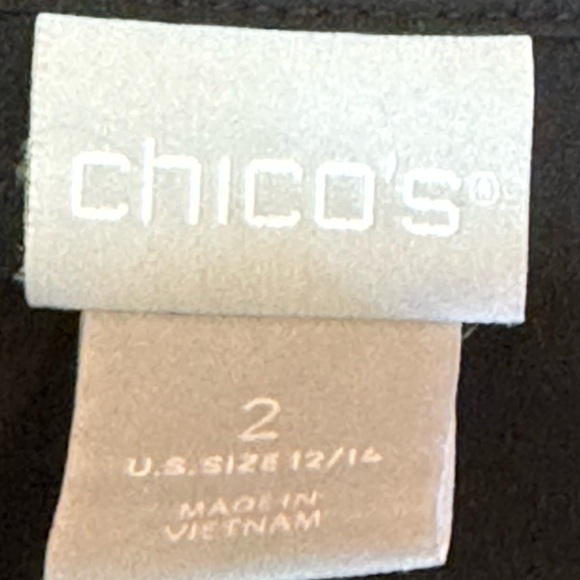 chico's®
2
U.S. SIZE 12/14
MADE IN
VIETNAM